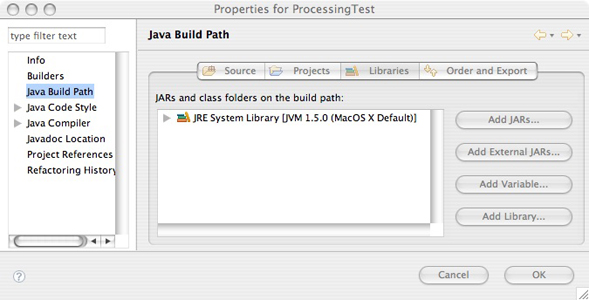 Properties for ProcessingTest
type filter text
Info
Builders
Java Build Path
Java Code Style
Java Compiler
Javadoc Location
Project References
Refactoring History
Java Build Path
Source Projects Libraries Order and Export
JARs and class folders on the build path:
JRE System Library [JVM 1.5.0 (MacOS X Default)]
Add JARs...
Add External JARs...
Add Variable...
Add Library...
?
Cancel OK